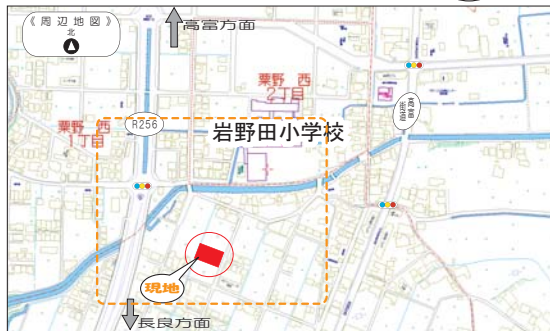 《周辺地図》
北
高富方面
粟野 西
2丁目
高富
街道
粟野 西
1丁目
R256
岩野田小学校
現地
長良方面